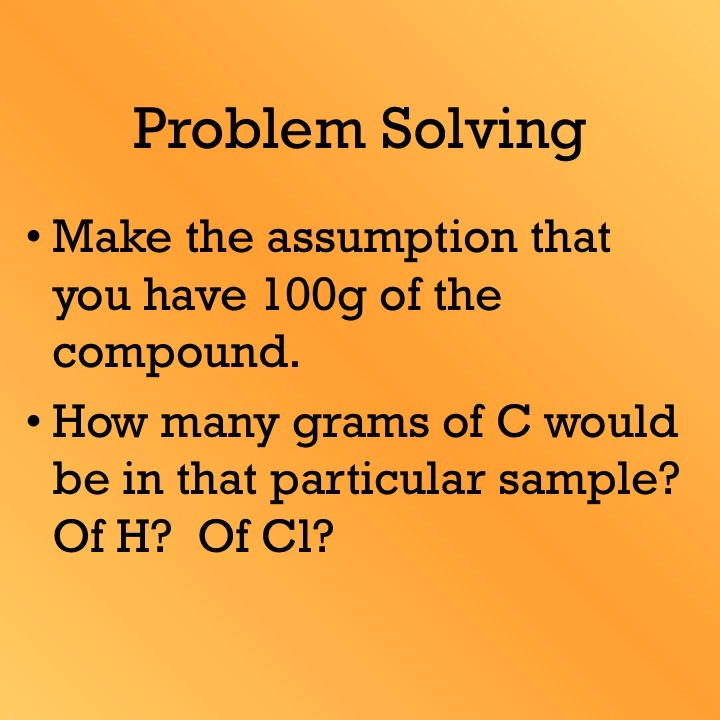 Problem Solving
• Make the assumption that
you have 100g of the
compound.
• How many grams of C would
be in that particular sample?
Of H?  Of Cl?